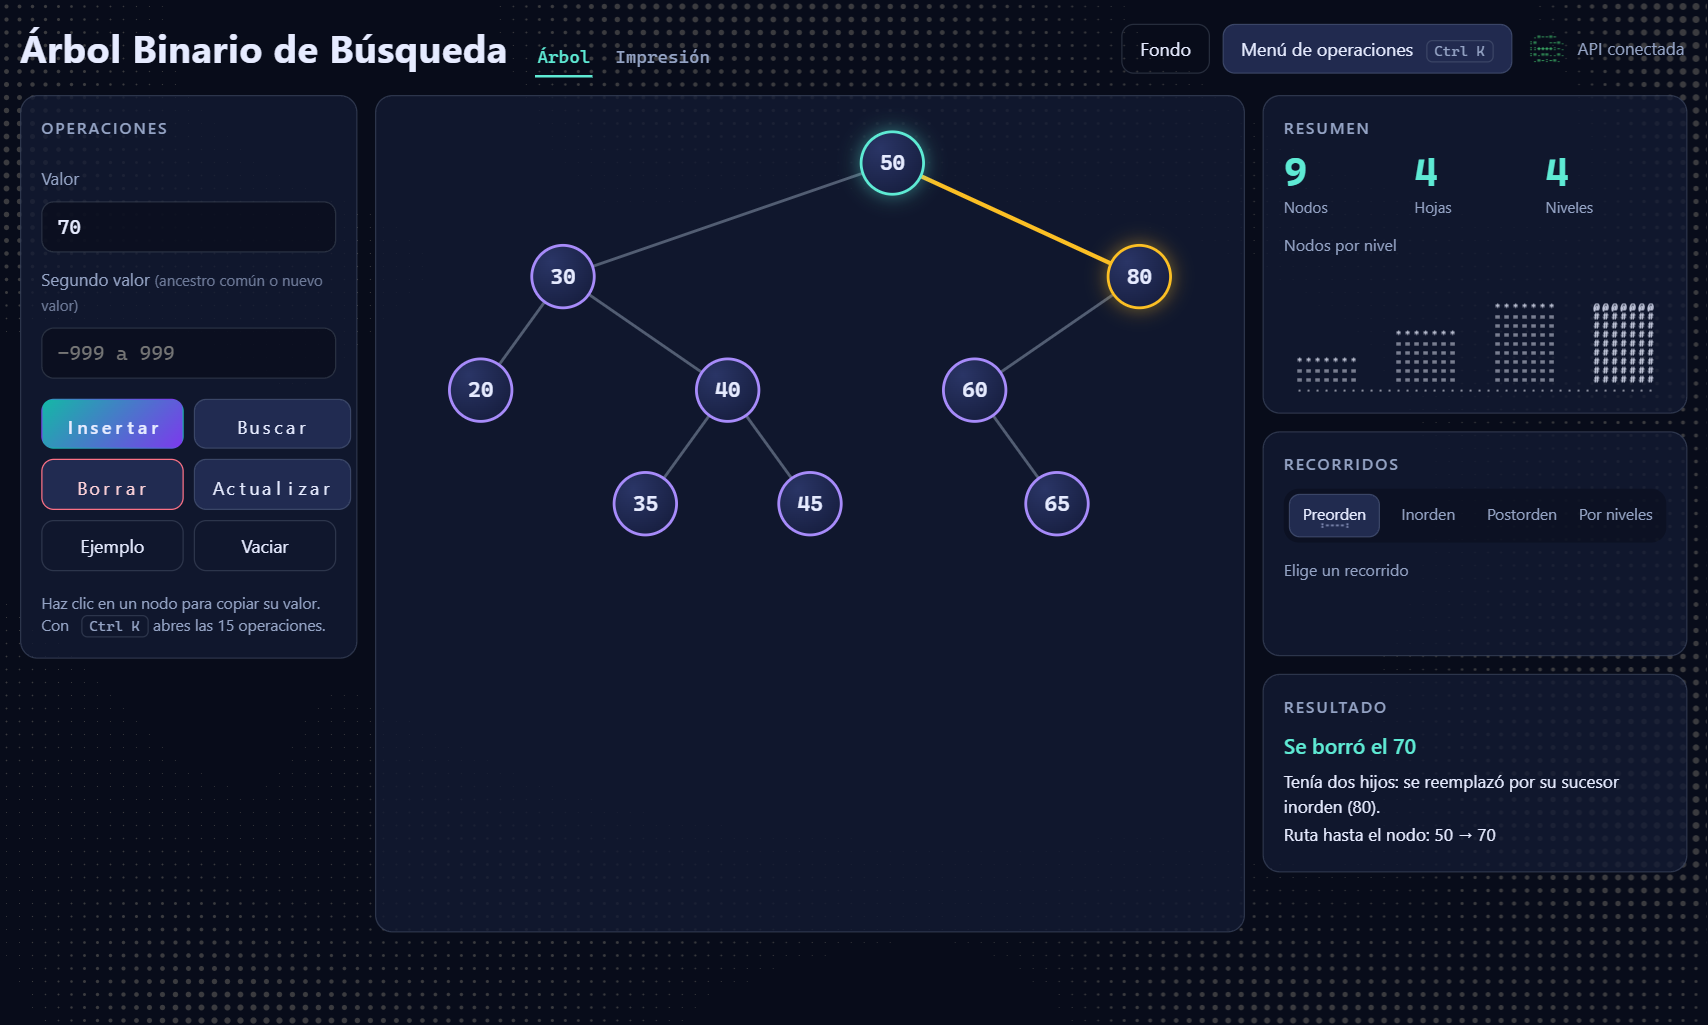 Árbol Binario de Búsqueda
Árbol
Impresión
Fondo
Menú de operaciones Ctrl K
API conectada
OPERACIONES
Valor
70
Segundo valor (ancestro común o nuevo
valor)
−999 a 999
Insertar
Buscar
Borrar
Actualizar
Ejemplo
Vaciar
Haz clic en un nodo para copiar su valor.
Con Ctrl K abres las 15 operaciones.
50
30
80
20
40
60
35
45
65
RESUMEN
9
4
4
Nodos
Hojas
Niveles
Nodos por nivel
RECORRIDOS
Preorden
Inorden
Postorden
Por niveles
Elige un recorrido
RESULTADO
Se borró el 70
Tenía dos hijos: se reemplazó por su sucesor
inorden (80).
Ruta hasta el nodo: 50 → 70